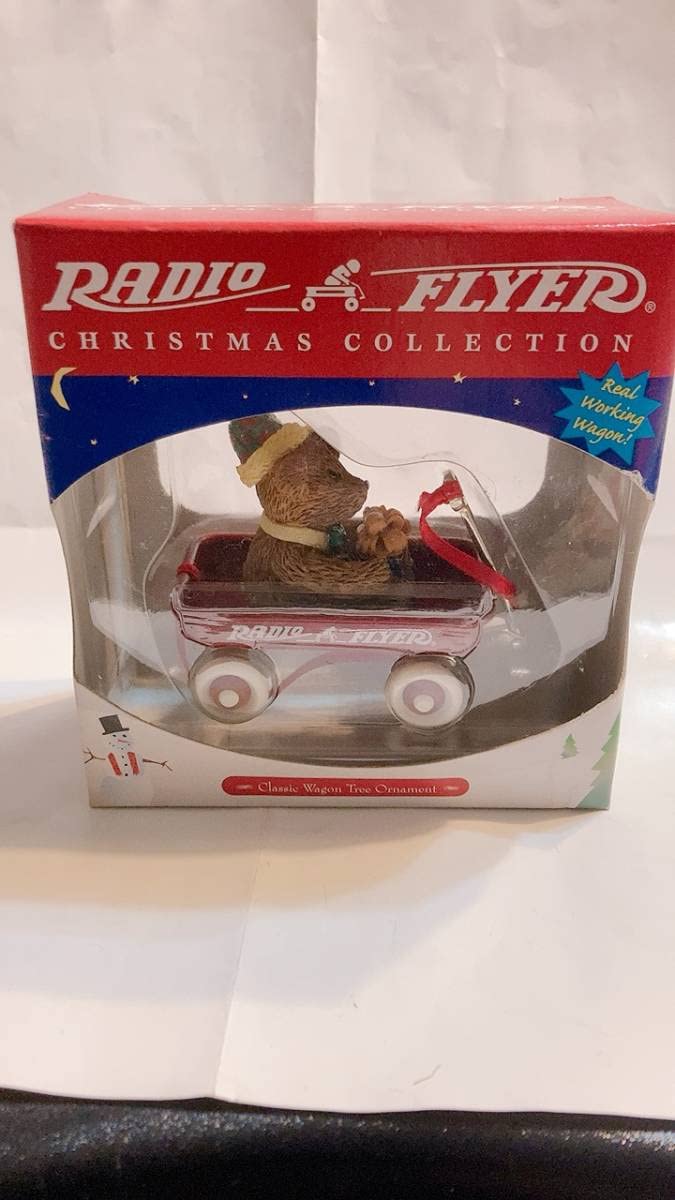 RADIO FLYER®
CHRISTMAS COLLECTION
Real
Working
Wagon!
RADIO FLYER
Classic Wagon Tree Ornament